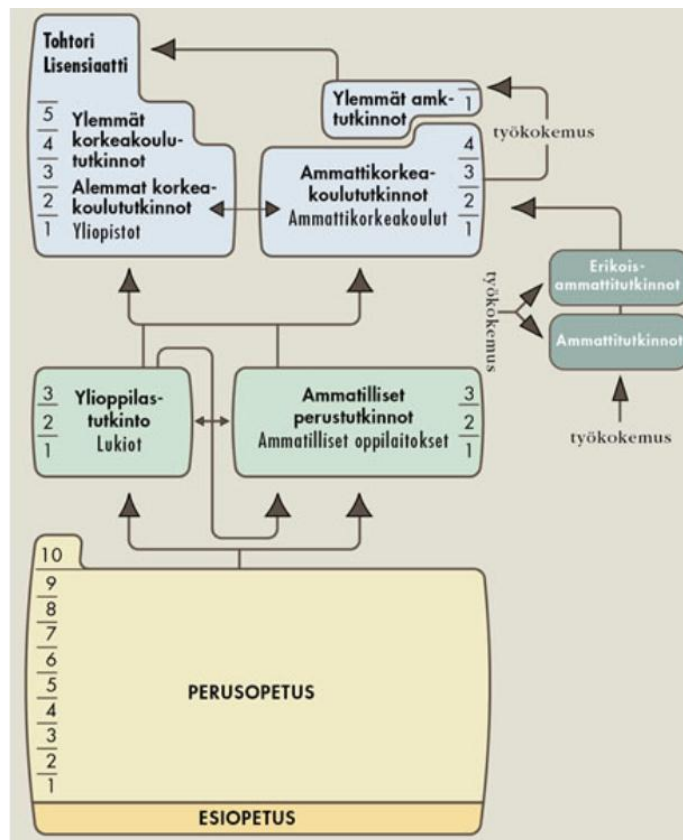 Tohtori
Lisensiaatti
5
4
3
2
1
Ylemmät
korkeakoulu-
tutkinnot
Alemmat korkea-
koulututkinnot
Yliopistot
Ylemmät amk-
tutkinnot
1
työkokemus
Ammattikorkea-
koulututkinnot
Ammattikorkeakoulut
4
3
2
1
Erikois-
ammattitutkinnot
työkokemus
Ammattitutkinnot
työkokemus
3
2
1
Ylioppilas-
tutkinto
Lukiot
Ammatilliset
perustutkinnot
Ammatilliset oppilaitokset
3
2
1
10
9
8
7
6
5
4
3
2
1
PERUSOPETUS
ESIOPETUS